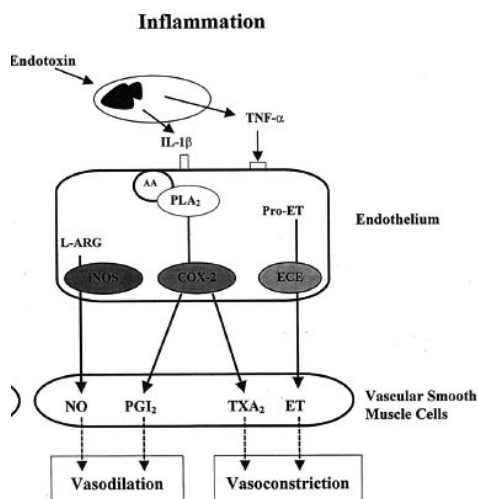 Inflammation
Endotoxin
TNF-α
IL-1β
AA
PLA₂
Pro-ET
Endothelium
L-ARG
iNOS
COX-2
ECE
NO
PGI₂
TXA₂
ET
Vascular Smooth
Muscle Cells
Vasodilation
Vasoconstriction